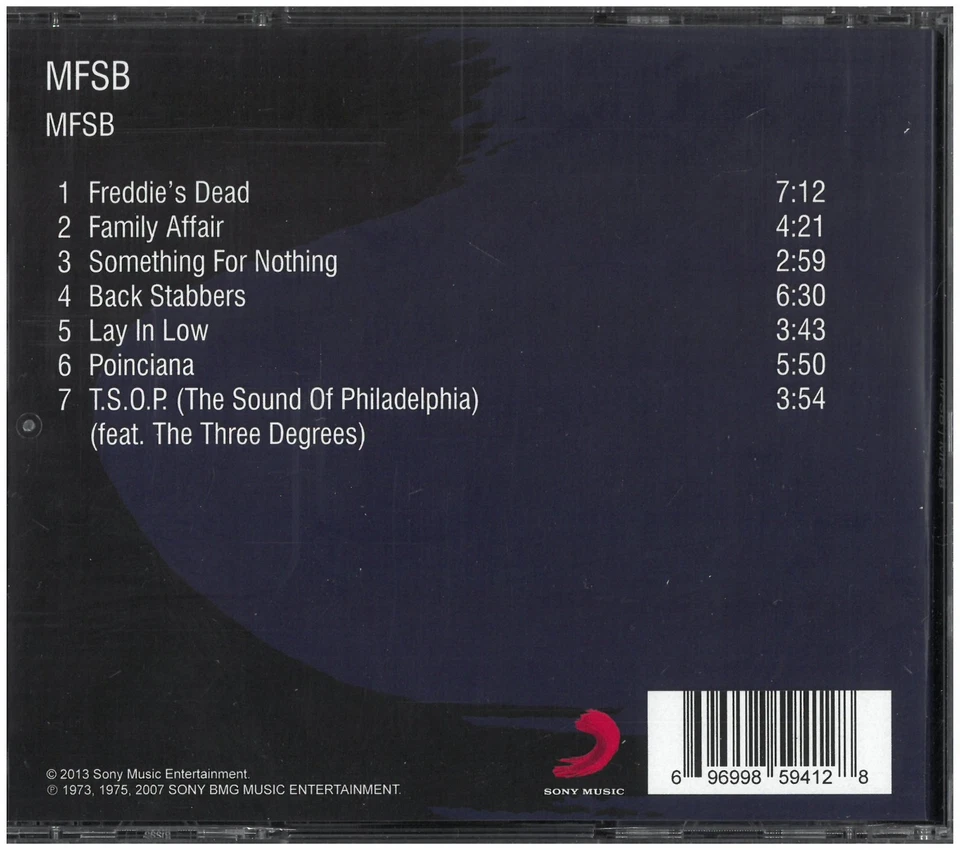 MFSB
MFSB
1 Freddie's Dead 7:12
2 Family Affair 4:21
3 Something For Nothing 2:59
4 Back Stabbers 6:30
5 Lay In Low 3:43
6 Poinciana 5:50
7 T.S.O.P. (The Sound Of Philadelphia) 3:54
(feat. The Three Degrees)
© 2013 Sony Music Entertainment.
℗ 1973, 1975, 2007 SONY BMG MUSIC ENTERTAINMENT.
SONY MUSIC
6 96998 59412 8